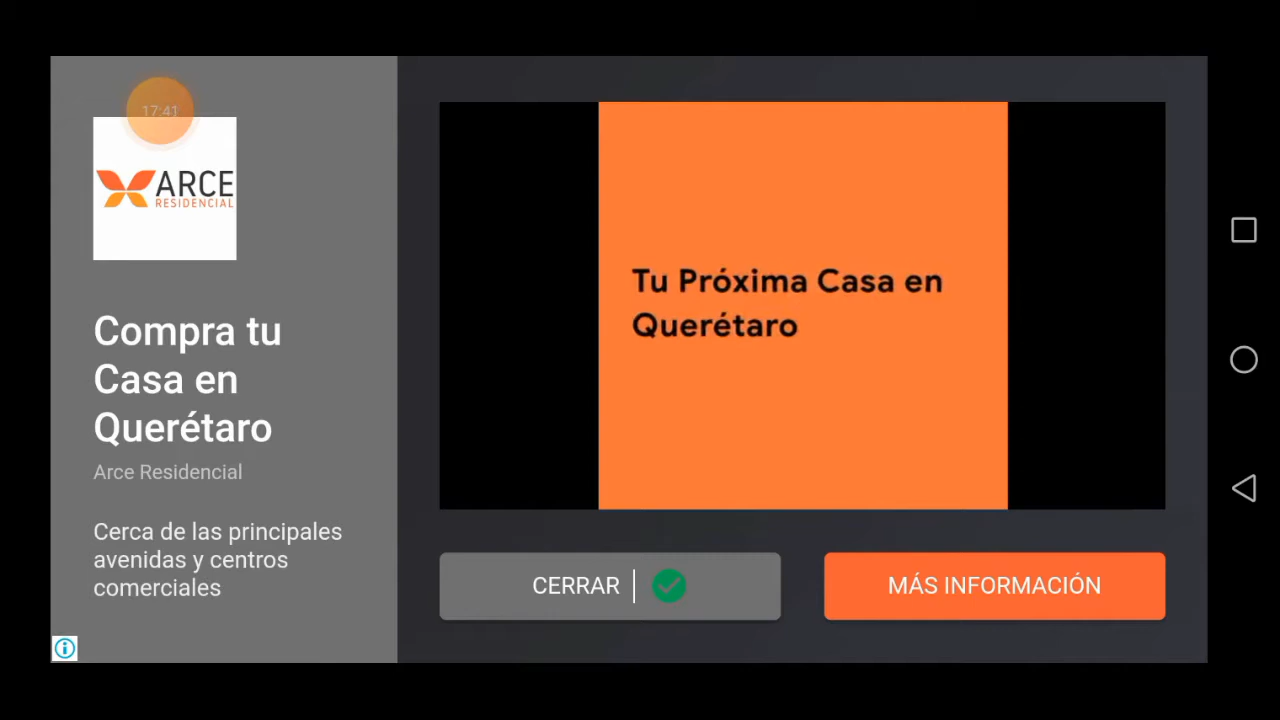 17:41
ARCE
RESIDENCIAL
Compra tu
Casa en
Querétaro
Arce Residencial
Cerca de las principales
avenidas y centros
comerciales
Tu Próxima Casa en
Querétaro
CERRAR
MÁS INFORMACIÓN